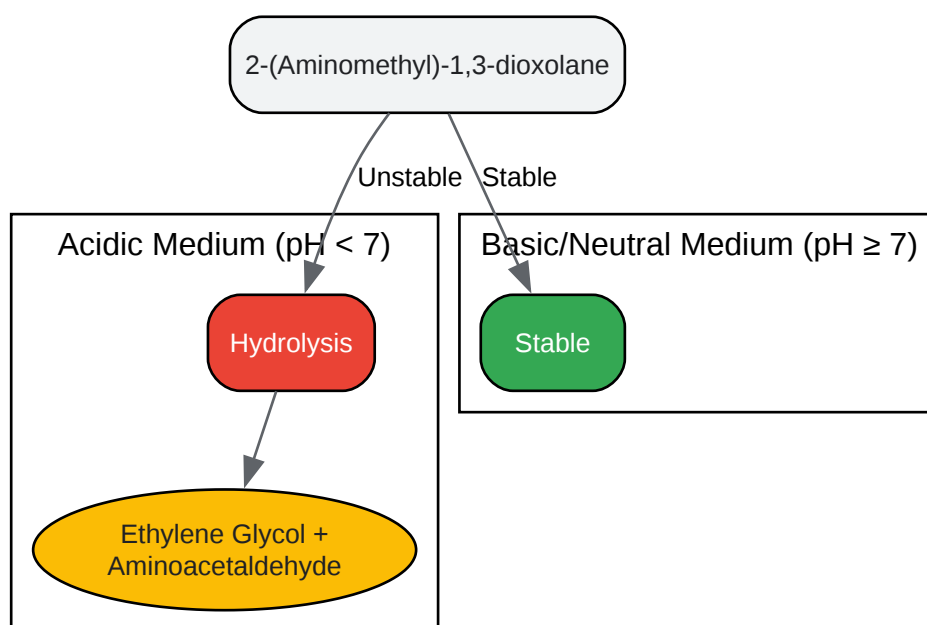 2-(Aminomethyl)-1,3-dioxolane
Unstable
Stable
Acidic Medium (pH < 7)
Basic/Neutral Medium (pH ≥ 7)
Hydrolysis
Stable
Ethylene Glycol +
Aminoacetaldehyde